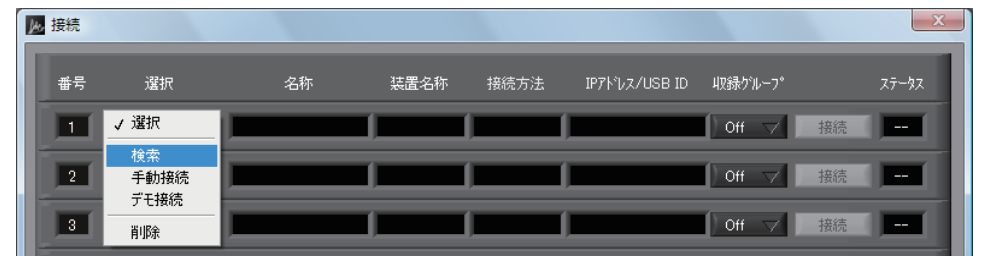 接続
番号 選択 名称 装置名称 接続方法 IPアドレス/USB ID 収録グループ ステータス
1 ✓ 選択 Off 接続 --
検索
2 手動接続 Off 接続 --
デモ接続
3 削除 Off 接続 --